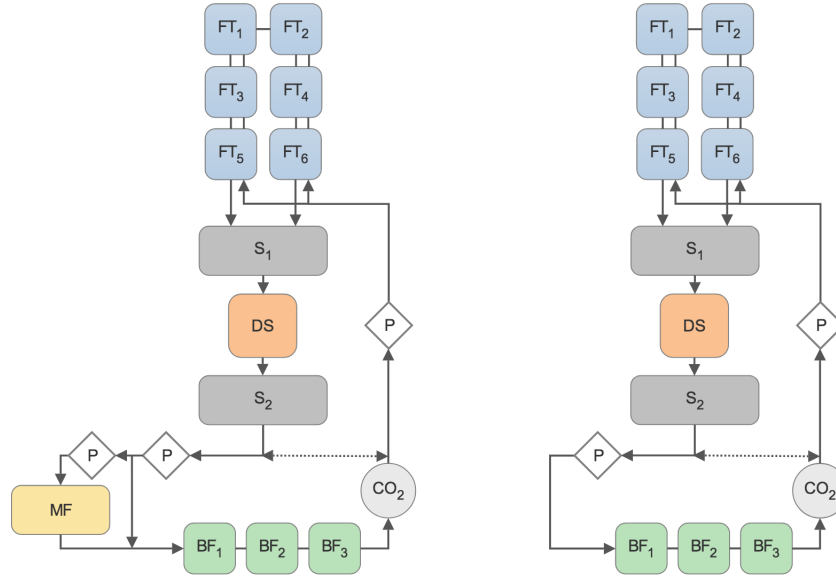 FT₁ FT₂ FT₁ FT₂
FT₃ FT₄ FT₃ FT₄
FT₅ FT₆ FT₅ FT₆
S₁ S₁
DS P DS P
S₂ S₂
P P P
MF CO₂ CO₂
BF₁ BF₂ BF₃ BF₁ BF₂ BF₃